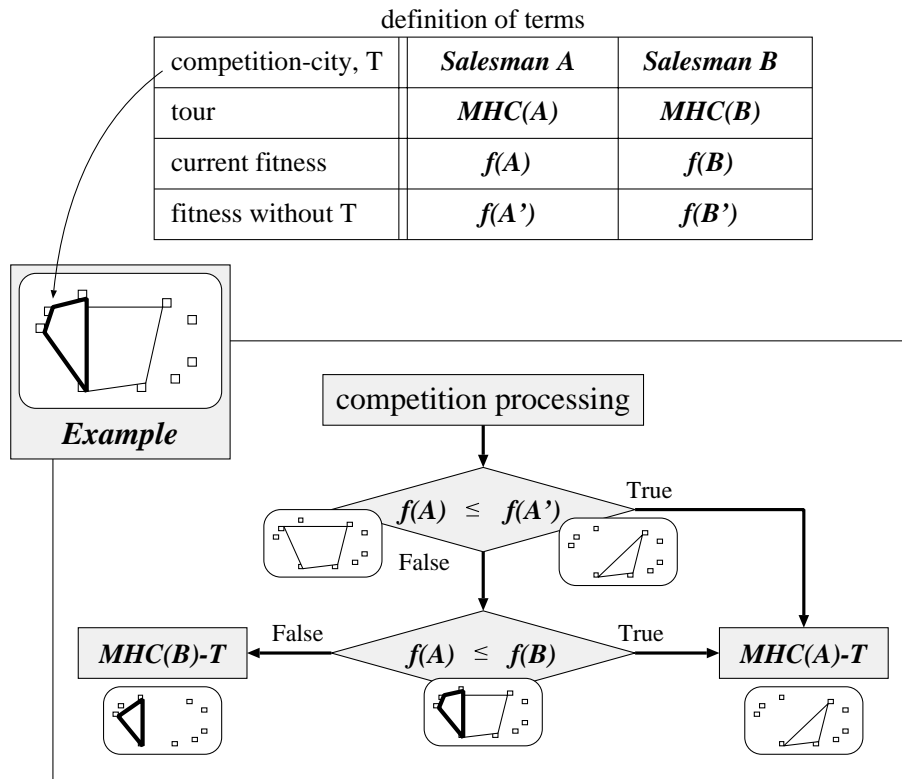 definition of terms
competition-city, T Salesman A Salesman B
tour MHC(A) MHC(B)
current fitness f(A) f(B)
fitness without T f(A’) f(B’)
Example
competition processing
f(A) ≤ f(A’)
True
False
f(A) ≤ f(B)
False
True
MHC(B)-T
MHC(A)-T